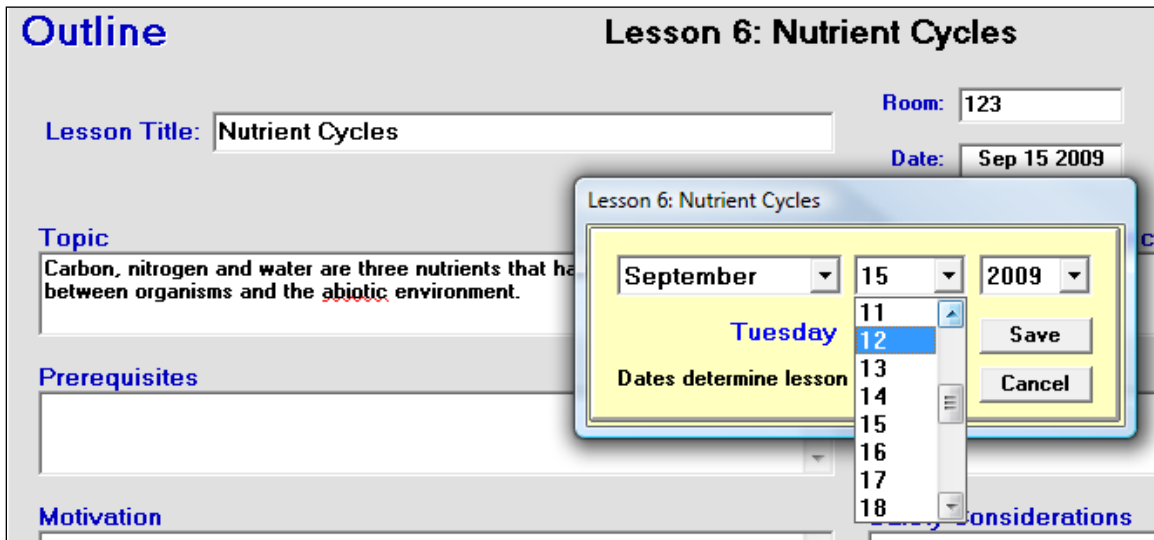 Outline
Lesson 6: Nutrient Cycles
Room: 123
Lesson Title: Nutrient Cycles
Date: Sep 15 2009
Lesson 6: Nutrient Cycles
Topic
Carbon, nitrogen and water are three nutrients that ha
between organisms and the abiotic environment.
September 15 2009
Tuesday
Dates determine lesson
11
12
13
14
15
16
17
18
Save
Cancel
Prerequisites
Motivation
Considerations